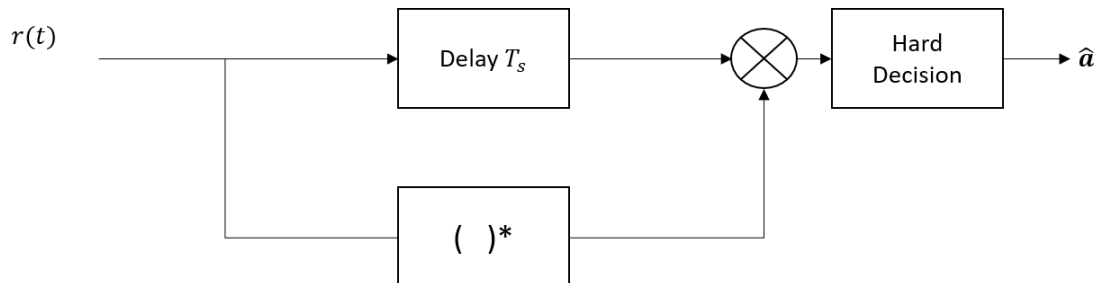 r(t)
Delay T_s
Hard
Decision
â
( )*